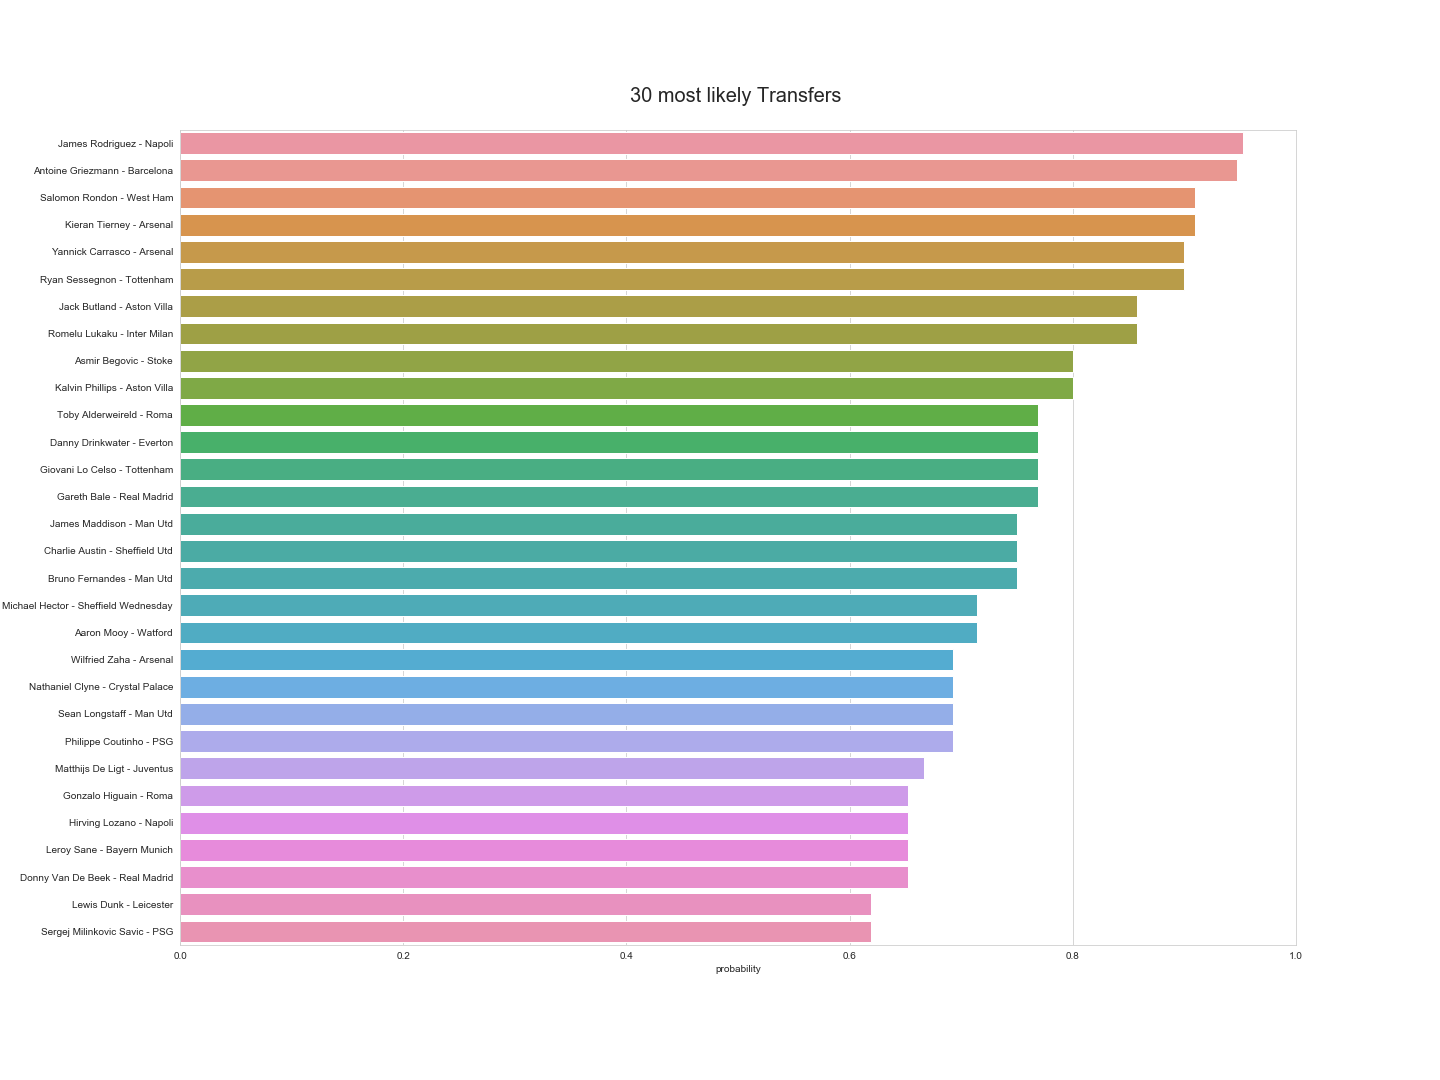 30 most likely Transfers
James Rodriguez - Napoli
Antoine Griezmann - Barcelona
Salomon Rondon - West Ham
Kieran Tierney - Arsenal
Yannick Carrasco - Arsenal
Ryan Sessegnon - Tottenham
Jack Butland - Aston Villa
Romelu Lukaku - Inter Milan
Asmir Begovic - Stoke
Kalvin Phillips - Aston Villa
Toby Alderweireld - Roma
Danny Drinkwater - Everton
Giovani Lo Celso - Tottenham
Gareth Bale - Real Madrid
James Maddison - Man Utd
Charlie Austin - Sheffield Utd
Bruno Fernandes - Man Utd
Michael Hector - Sheffield Wednesday
Aaron Mooy - Watford
Wilfried Zaha - Arsenal
Nathaniel Clyne - Crystal Palace
Sean Longstaff - Man Utd
Philippe Coutinho - PSG
Matthijs De Ligt - Juventus
Gonzalo Higuain - Roma
Hirving Lozano - Napoli
Leroy Sane - Bayern Munich
Donny Van De Beek - Real Madrid
Lewis Dunk - Leicester
Sergej Milinkovic Savic - PSG
0.0 0.2 0.4 0.6 0.8 1.0
probability